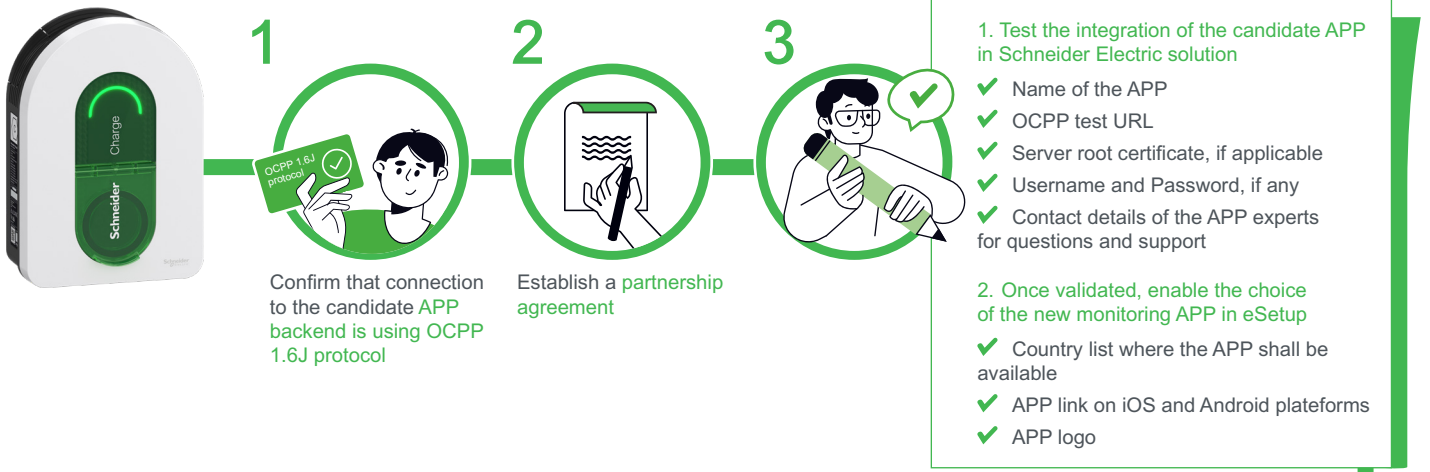 Charge
Schneider
Schneider
1
OCPP 1.6J
protocol
Confirm that connection
to the candidate APP
backend is using OCPP
1.6J protocol
2
Establish a partnership
agreement
3
1. Test the integration of the candidate APP
in Schneider Electric solution
Name of the APP
OCPP test URL
Server root certificate, if applicable
Username and Password, if any
Contact details of the APP experts
for questions and support
2. Once validated, enable the choice
of the new monitoring APP in eSetup
Country list where the APP shall be
available
APP link on iOS and Android plateforms
APP logo